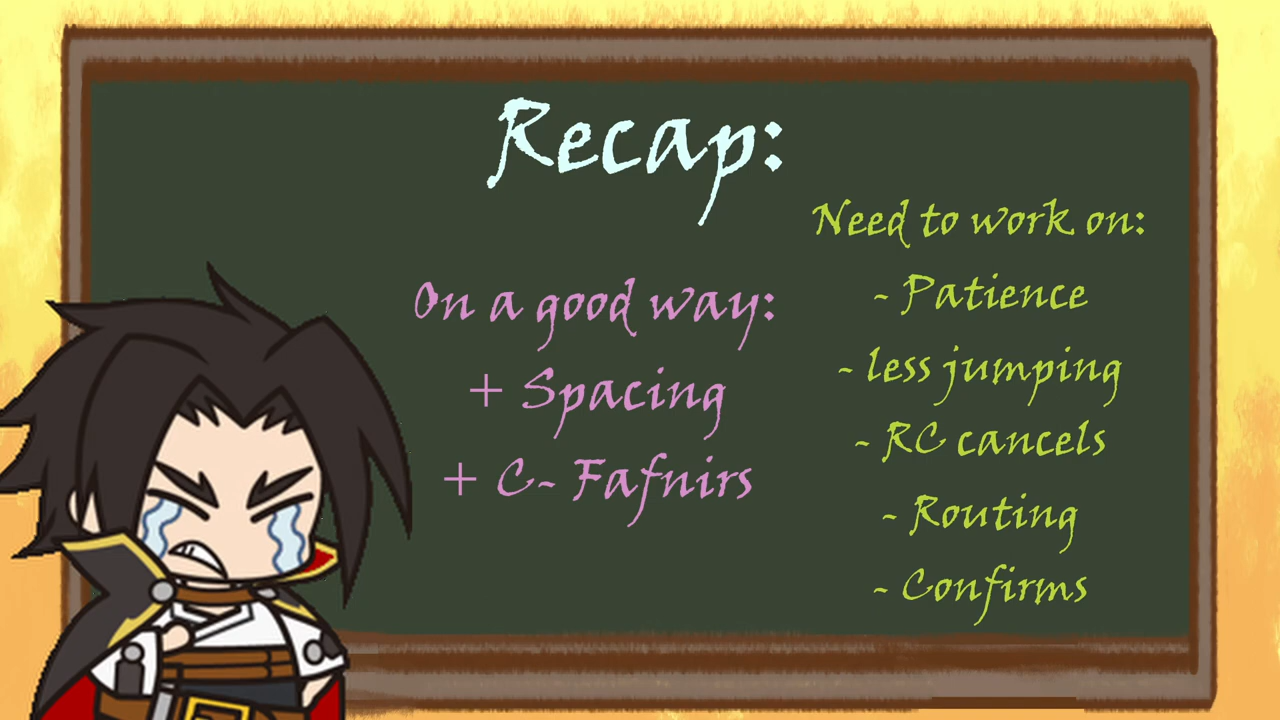 Recap:
On a good way:
+ Spacing
+ C- Fafnirs
Need to work on:
- Patience
- less jumping
- RC cancels
- Routing
- Confirms